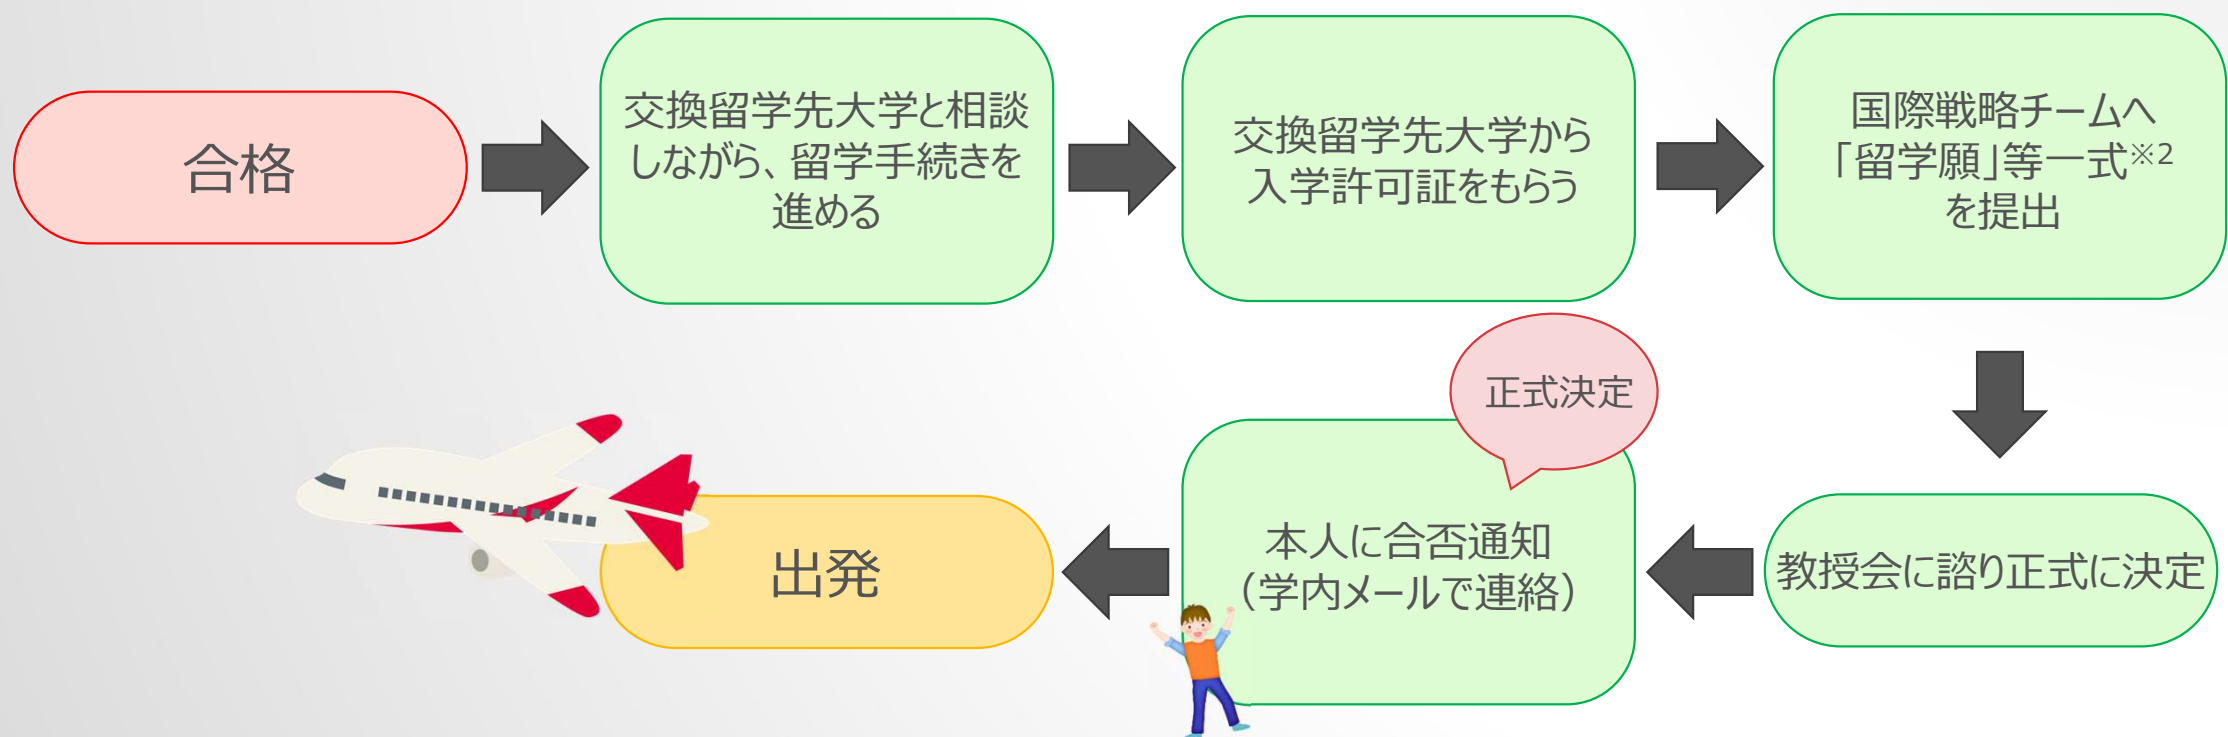 合格
交換留学先大学と相談
しながら、留学手続きを
進める
交換留学先大学から
入学許可証をもらう
国際戦略チームへ
「留学願」等一式※2
を提出
教授会に諮り正式に決定
正式決定
本人に合否通知
（学内メールで連絡）
出発